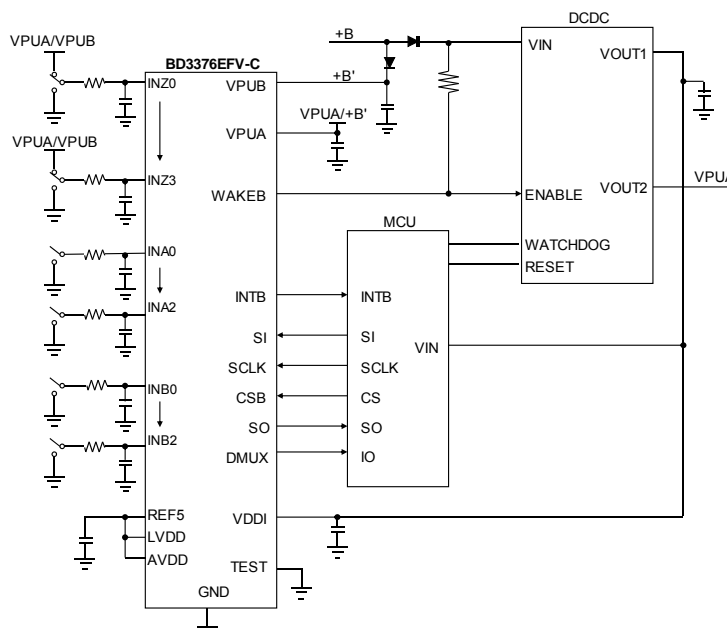 DCDC
+B
VIN
VOUT1
VPUA/VPUB
BD3376EFV-C
INZ0
VPUB
+B'
VPUA/+B'
VPUA
VPUA/VPUB
INZ3
WAKEB
ENABLE
VOUT2
VPUA
MCU
INA0
WATCHDOG
RESET
INTB
INTB
INA2
SI
SI
VIN
SCLK
SCLK
INB0
CSB
CS
SO
SO
INB2
DMUX
IO
REF5
VDDI
LVDD
AVDD
TEST
GND